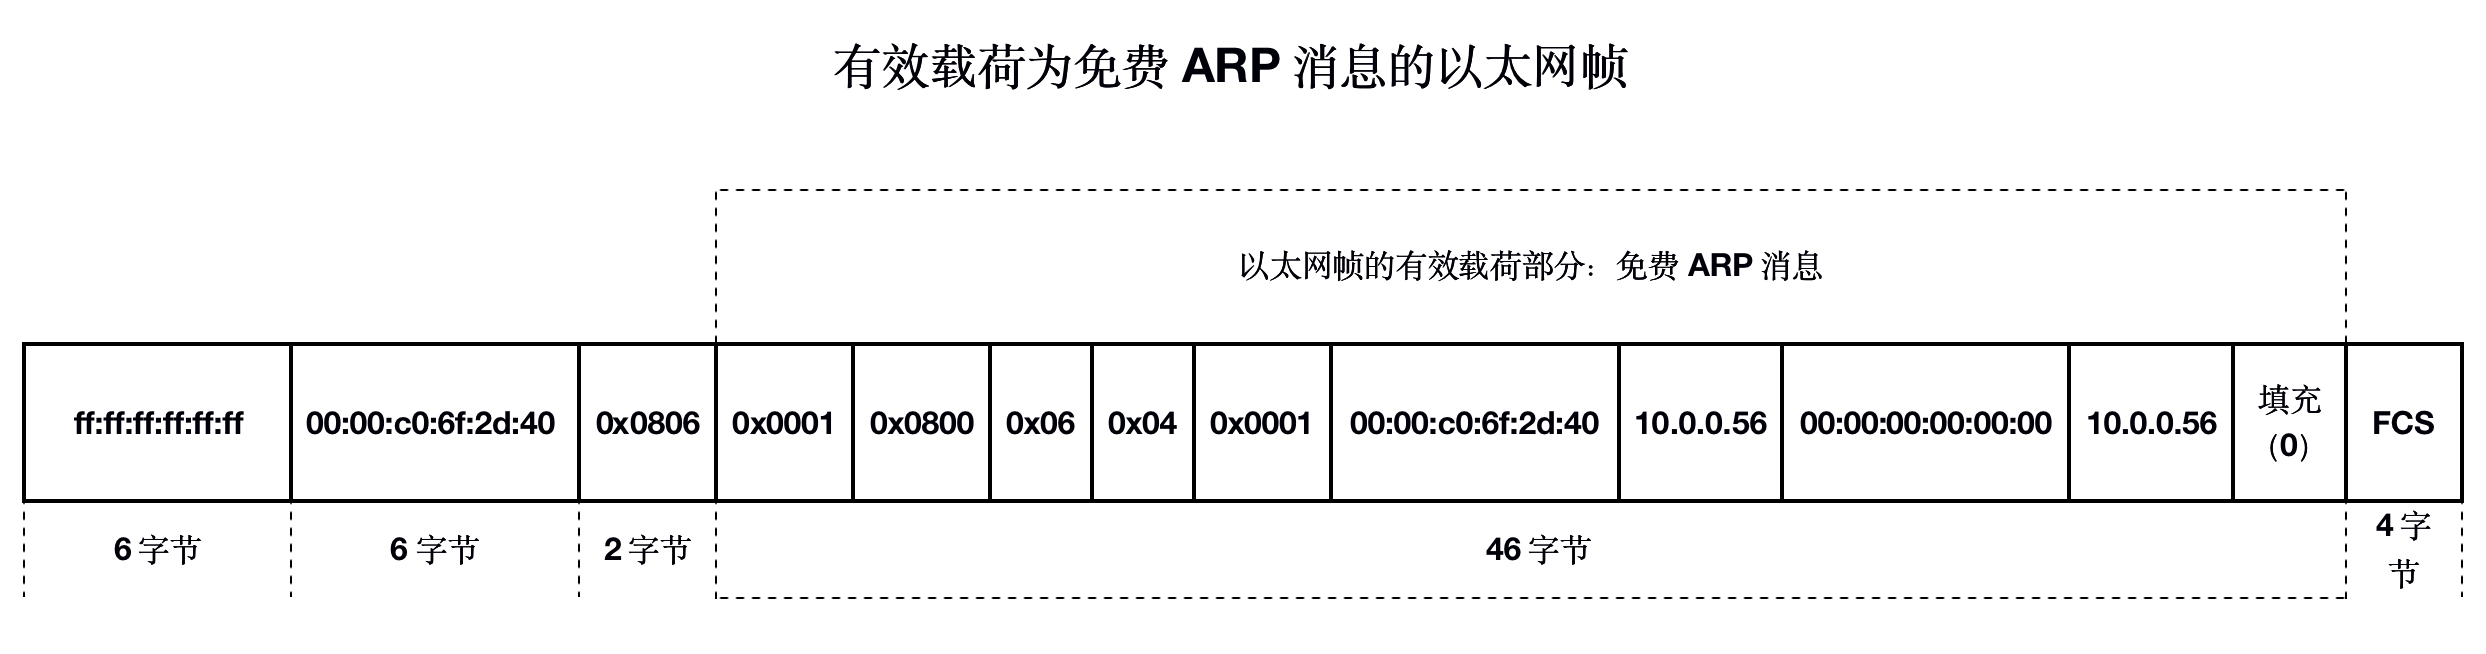 有效载荷为免费 ARP 消息的以太网帧
以太网帧的有效载荷部分：免费 ARP 消息
ff:ff:ff:ff:ff:ff
00:00:c0:6f:2d:40
0x0806
0x0001
0x0800
0x06
0x04
0x0001
00:00:c0:6f:2d:40
10.0.0.56
00:00:00:00:00:00
10.0.0.56
填充
（0）
FCS
6 字节
6 字节
2 字节
46 字节
4 字
节